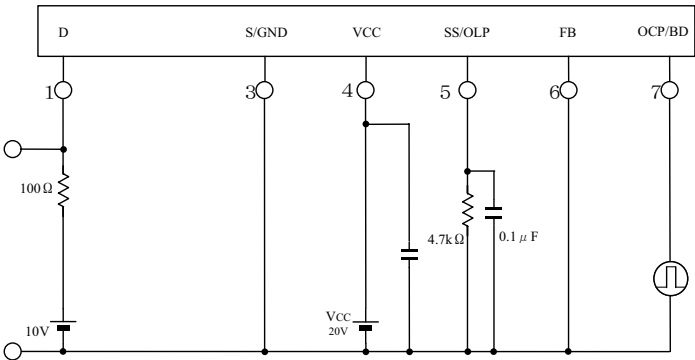 D S/GND VCC SS/OLP FB OCP/BD
1 3 4 5 6 7
100Ω
4.7kΩ 0.1μF
10V
VCC
20V